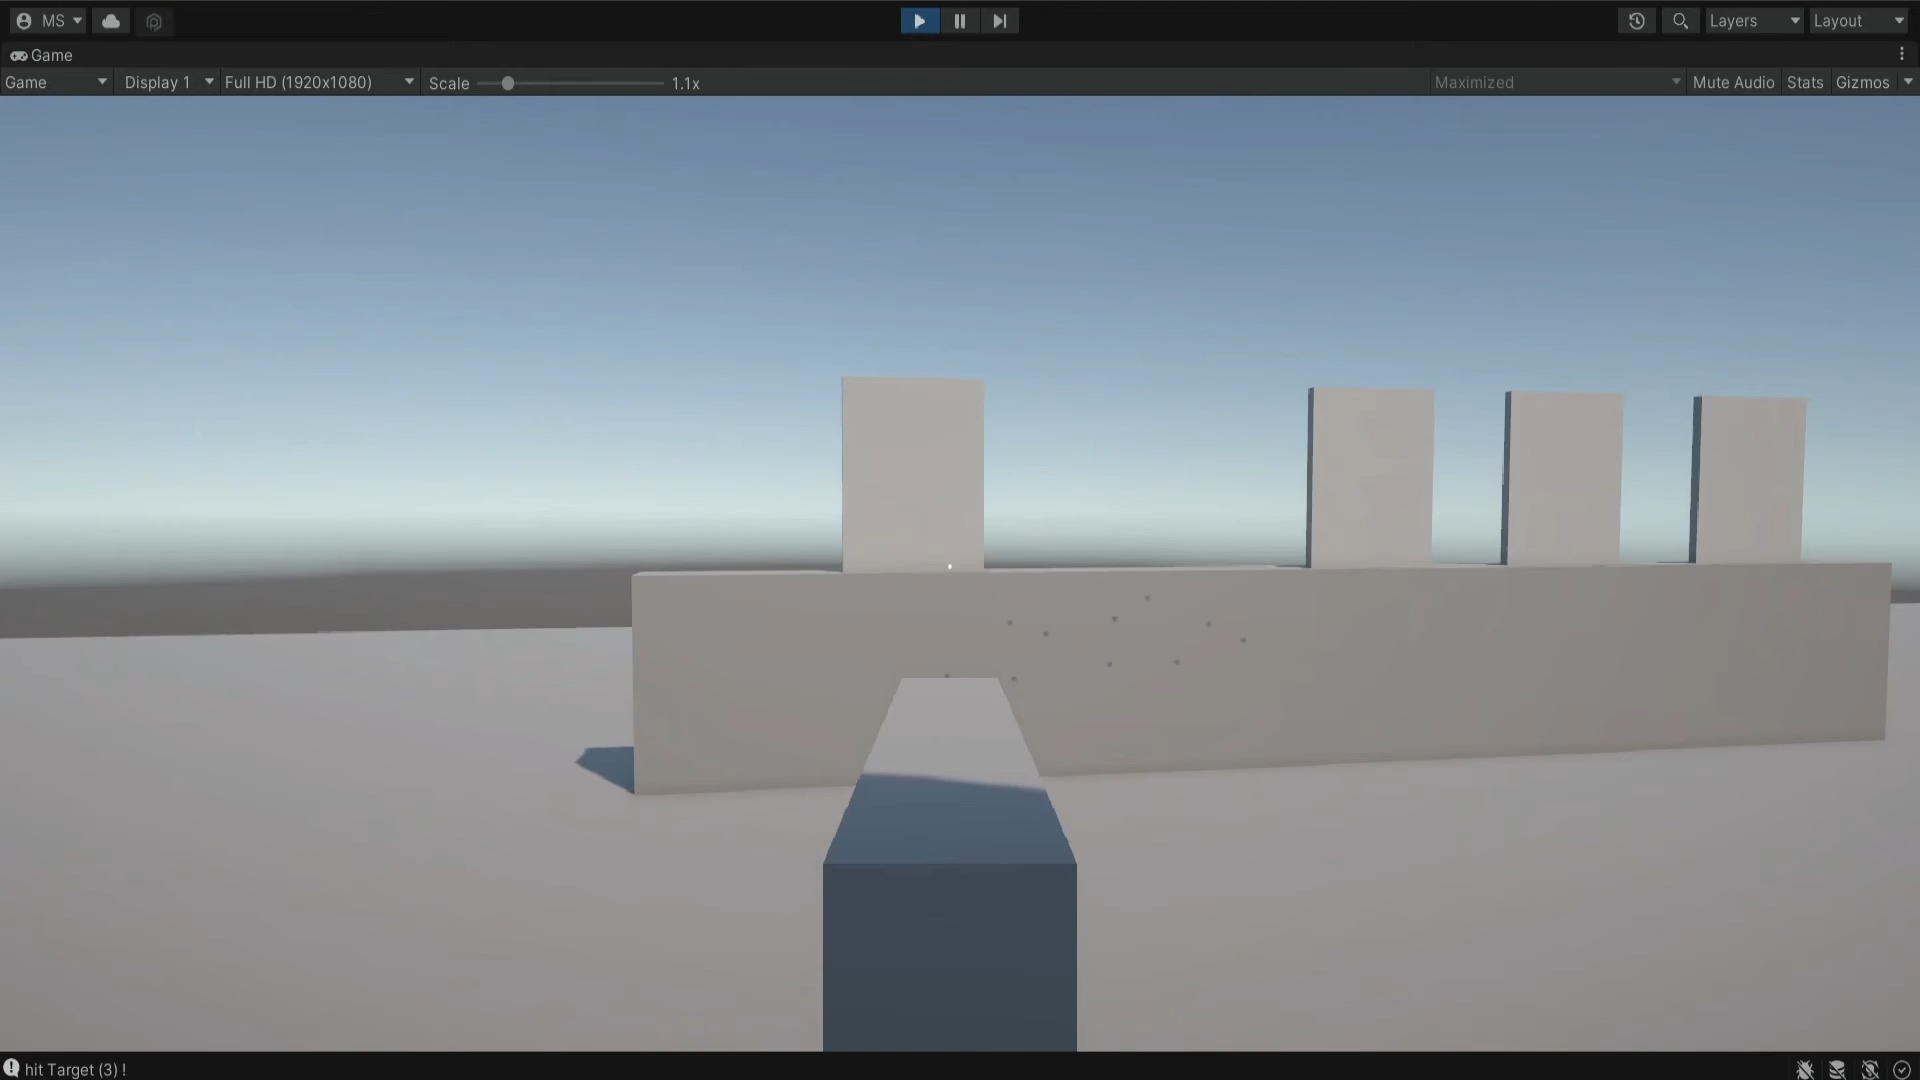 MS
Layers
Layout
Game
Game
Display 1
Full HD (1920x1080)
Scale
1.1x
Maximized
Mute Audio
Stats
Gizmos
hit Target (3) !